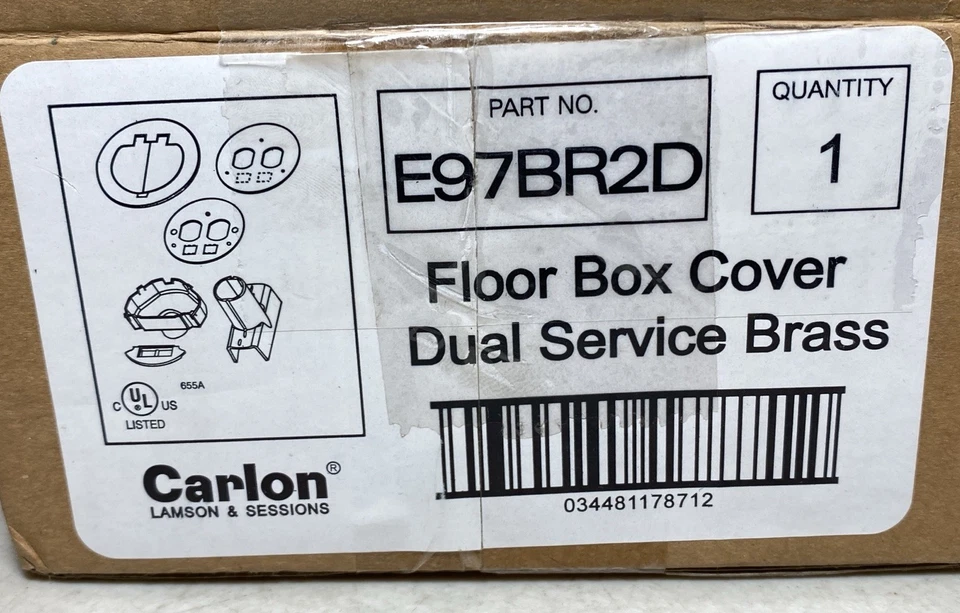 PART NO.
E97BR2D
QUANTITY
1
Floor Box Cover
Dual Service Brass
655A
C UL® US
LISTED
Carlon®
LAMSON & SESSIONS
034481178712